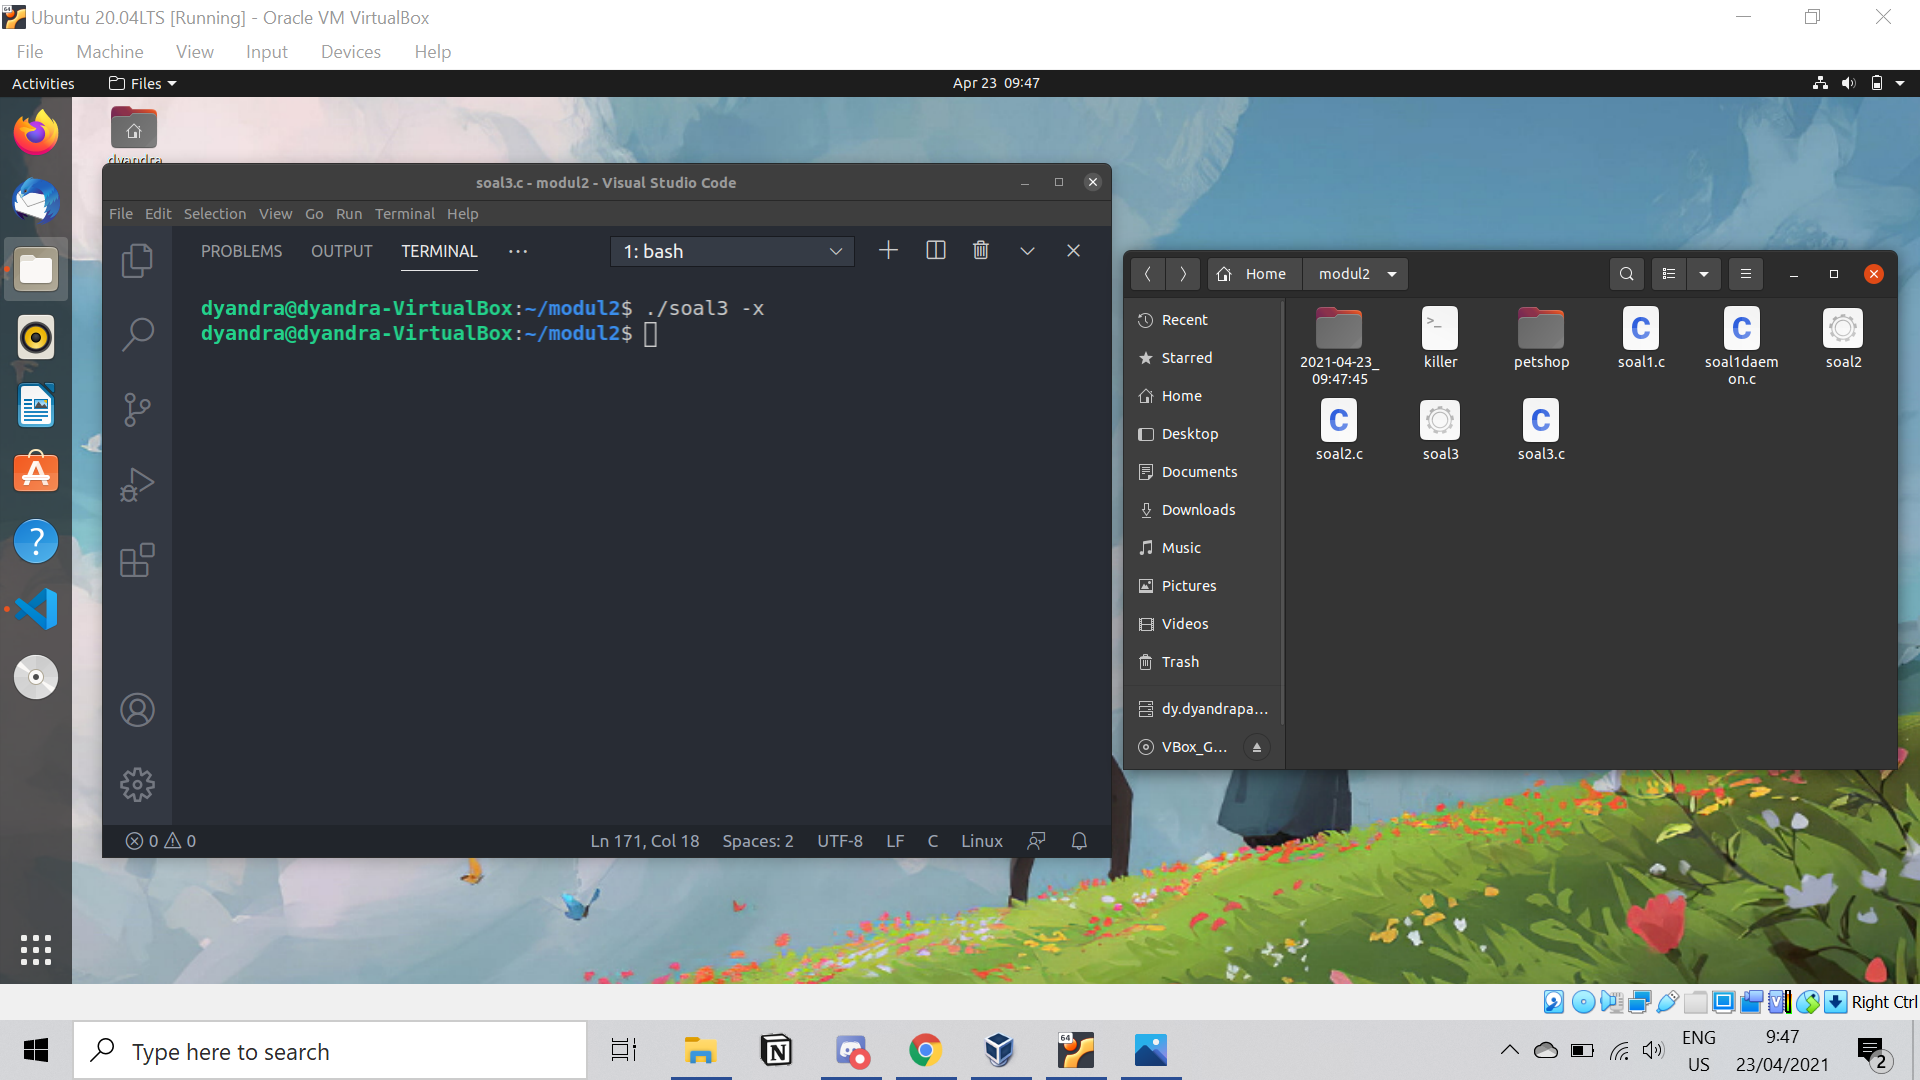 Ubuntu 20.04LTS [Running] - Oracle VM VirtualBox
File Machine View Input Devices Help
Activities Files Apr 23 09:47
dyandra
soal3.c - modul2 - Visual Studio Code
File Edit Selection View Go Run Terminal Help
PROBLEMS OUTPUT TERMINAL ··· 1: bash
dyandra@dyandra-VirtualBox:~/modul2$ ./soal3 -x
dyandra@dyandra-VirtualBox:~/modul2$
0 0 Ln 171, Col 18 Spaces: 2 UTF-8 LF C Linux
Home modul2
Recent
Starred
Home
Desktop
Documents
Downloads
Music
Pictures
Videos
Trash
dy.dyandrapa...
VBox_G...
2021-04-23_
09:47:45
killer
petshop
soal1.c
soal1daem
on.c
soal2
soal2.c
soal3
soal3.c
Right Ctrl
Type here to search
64
ENG
US
9:47
23/04/2021
2